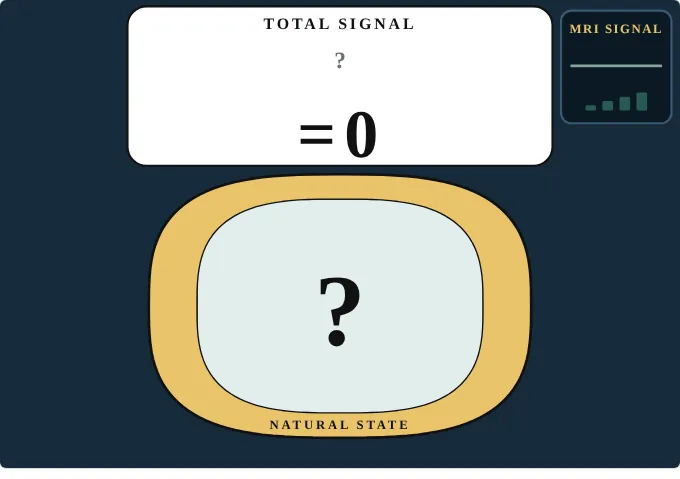 TOTAL SIGNAL
?
= 0
MRI SIGNAL
?
NATURAL STATE